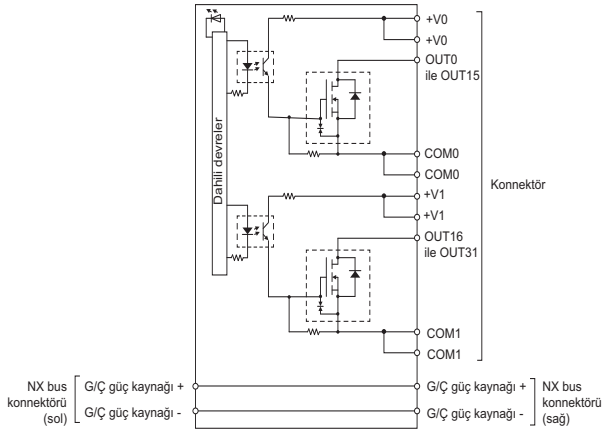 +V0
+V0
OUT0
ile OUT15
Dahili devreler
COM0
COM0
Konnektör
+V1
+V1
OUT16
ile OUT31
COM1
COM1
NX bus
konnektörü
(sol)
G/Ç güç kaynağı +
G/Ç güç kaynağı -
G/Ç güç kaynağı +
G/Ç güç kaynağı -
NX bus
konnektörü
(sağ)